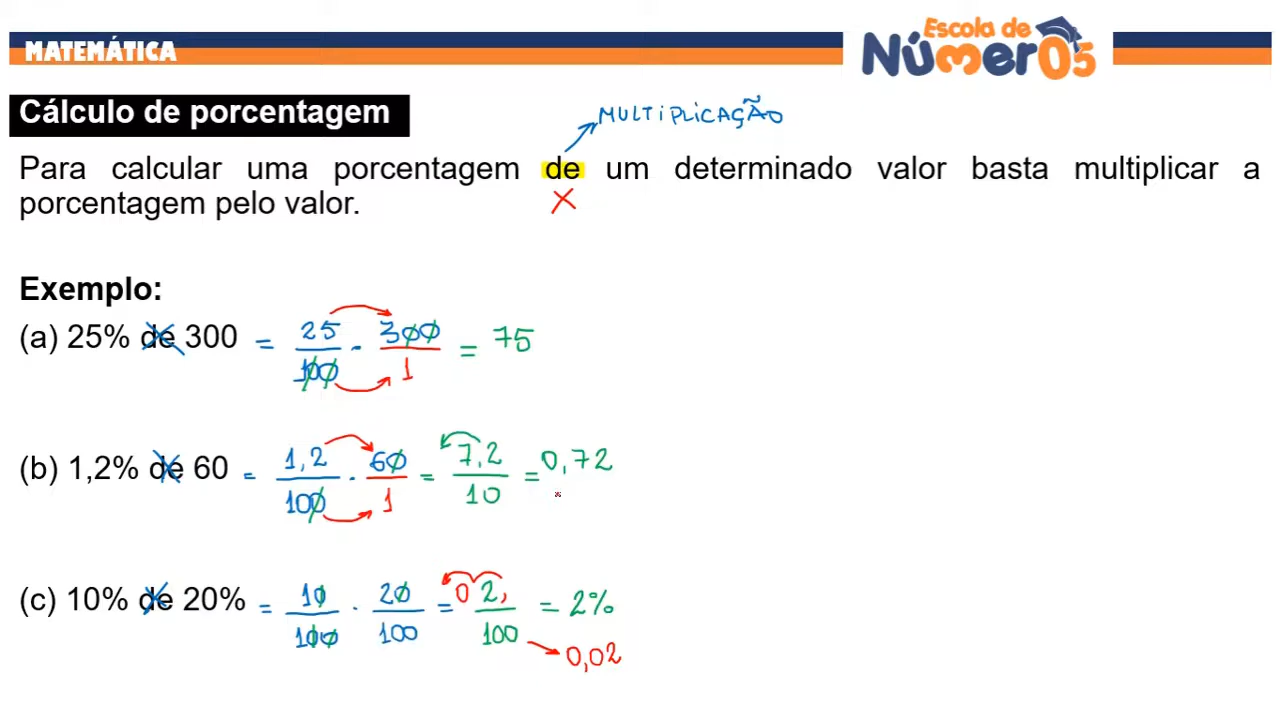 MATEMÁTICA
Escola de
Númer05
Cálculo de porcentagem
MULTIPLICAÇÃO
Para calcular uma porcentagem de um determinado valor basta multiplicar a
×
porcentagem pelo valor.
Exemplo:
(a) 25% de 300 = 25/100 · 300/1 = 75
(b) 1,2% de 60 = 1,2/100 · 60/1 = 7,2/10 = 0,72
(c) 10% de 20% = 10/100 · 20/100 = 02,/100 = 2%
0,02